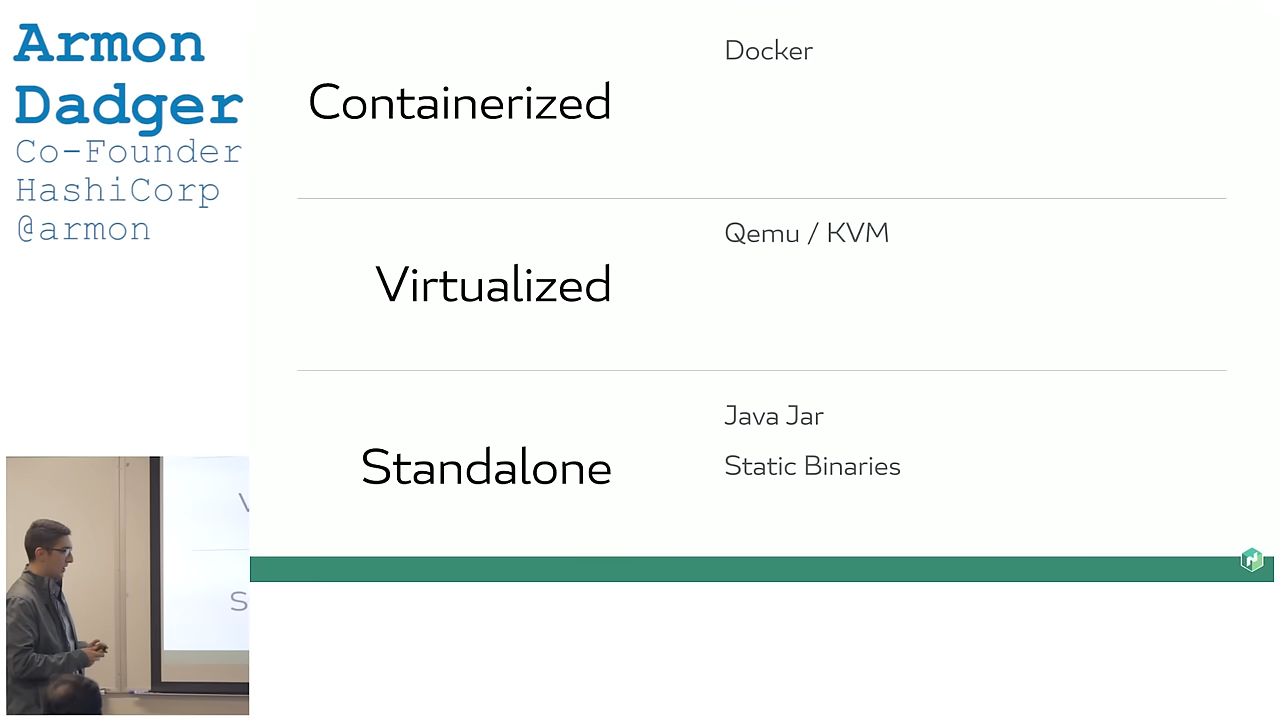 Armon
Dadger
Co-Founder
HashiCorp
@armon
Containerized
Docker
Virtualized
Qemu / KVM
Standalone
Java Jar
Static Binaries
V
S